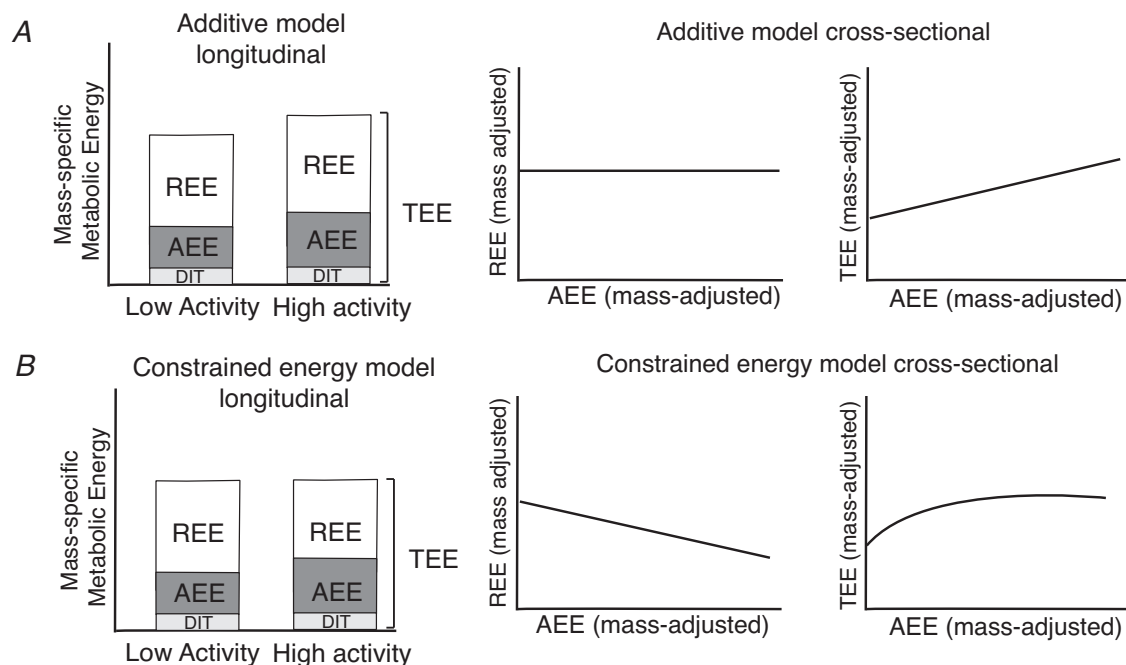 A
Additive model
longitudinal
Mass-specific
Metabolic Energy
REE
AEE
DIT
REE
AEE
DIT
TEE
Low Activity
High activity
Additive model cross-sectional
REE (mass adjusted)
AEE (mass-adjusted)
TEE (mass-adjusted)
AEE (mass-adjusted)
B
Constrained energy model
longitudinal
Mass-specific
Metabolic Energy
REE
AEE
DIT
REE
AEE
DIT
TEE
Low Activity
High activity
Constrained energy model cross-sectional
REE (mass adjusted)
AEE (mass-adjusted)
TEE (mass-adjusted)
AEE (mass-adjusted)